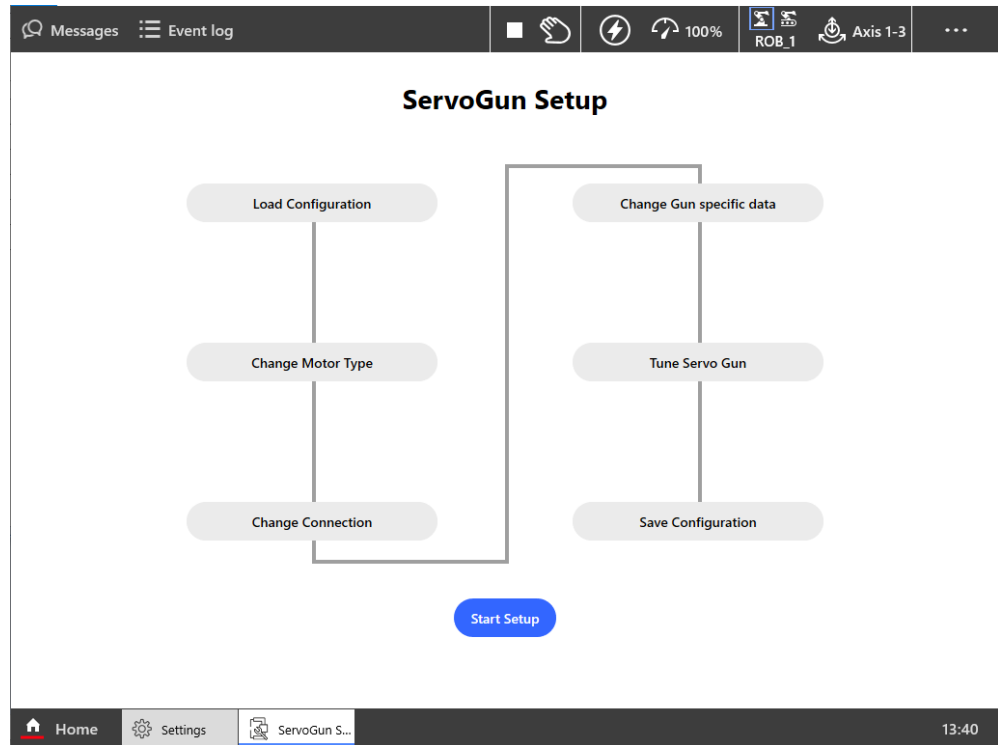 Messages
Event log
100%
ROB_1
Axis 1-3
...
ServoGun Setup
Load Configuration
Change Motor Type
Change Connection
Change Gun specific data
Tune Servo Gun
Save Configuration
Start Setup
Home
Settings
ServoGun S...
13:40